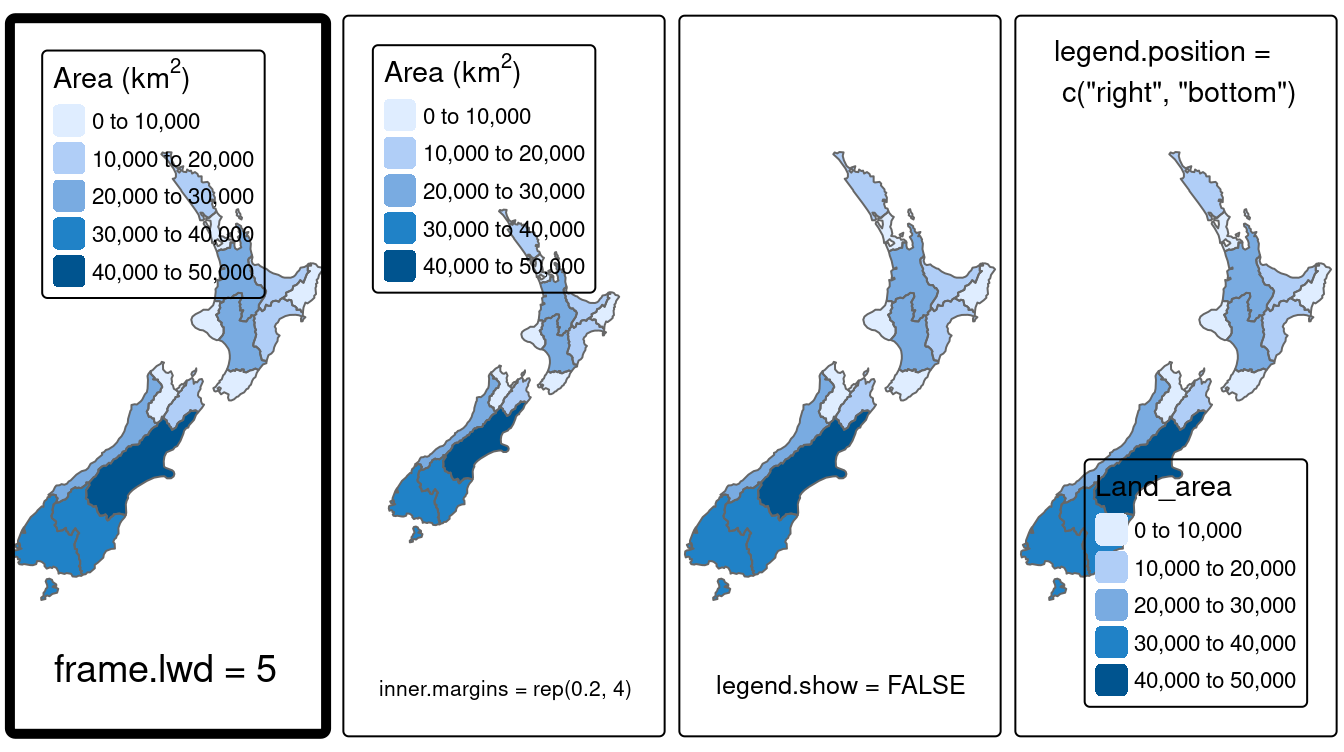 Area (km²)
0 to 10,000
10,000 to 20,000
20,000 to 30,000
30,000 to 40,000
40,000 to 50,000
frame.lwd = 5
Area (km²)
0 to 10,000
10,000 to 20,000
20,000 to 30,000
30,000 to 40,000
40,000 to 50,000
inner.margins = rep(0.2, 4)
legend.show = FALSE
legend.position =
c("right", "bottom")
Land_area
0 to 10,000
10,000 to 20,000
20,000 to 30,000
30,000 to 40,000
40,000 to 50,000